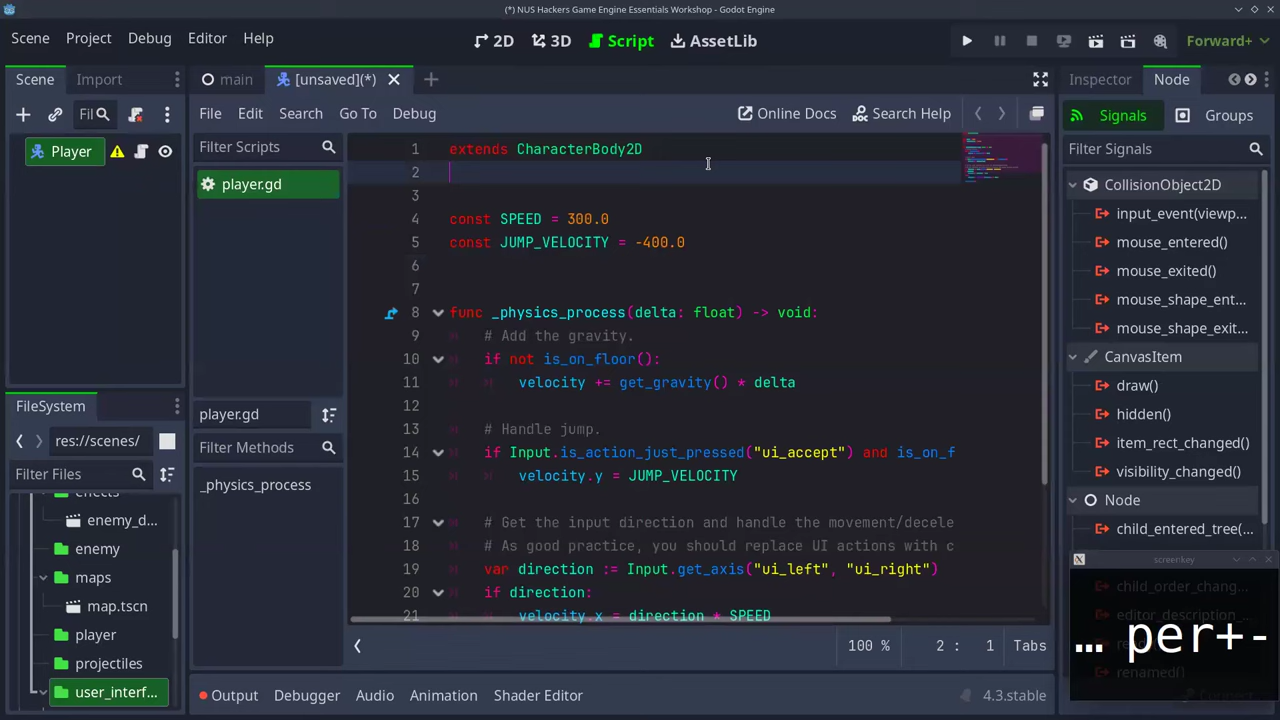 (*) NUS Hackers Game Engine Essentials Workshop - Godot Engine
Scene Project Debug Editor Help
2D 3D Script AssetLib
Forward+
Scene Import
main [unsaved](*)
Inspector Node
Fil
File Edit Search Go To Debug
Online Docs Search Help
Signals Groups
Player
Filter Scripts
player.gd
player.gd
Filter Methods
_physics_process
1 extends CharacterBody2D
2
3
4 const SPEED = 300.0
5 const JUMP_VELOCITY = -400.0
6
7
8 func _physics_process(delta: float) -> void:
9 # Add the gravity.
10 if not is_on_floor():
11 velocity += get_gravity() * delta
12
13 # Handle jump.
14 if Input.is_action_just_pressed("ui_accept") and is_on_f
15 velocity.y = JUMP_VELOCITY
16
17 # Get the input direction and handle the movement/decele
18 # As good practice, you should replace UI actions with c
19 var direction := Input.get_axis("ui_left", "ui_right")
20 if direction:
21 velocity.x = direction * SPEED
100 % 2 : 1 Tabs
FileSystem
res://scenes/
Filter Files
effects
enemy_d...
enemy
maps
map.tscn
player
projectiles
user_interf...
Filter Signals
CollisionObject2D
input_event(viewp...
mouse_entered()
mouse_exited()
mouse_shape_ent...
mouse_shape_exit...
CanvasItem
draw()
hidden()
item_rect_changed()
visibility_changed()
Node
child_entered_tree(...
screenkey
child_order_chang...
editor_description_...
renamed()
... per+-
Output Debugger Audio Animation Shader Editor
4.3.stable